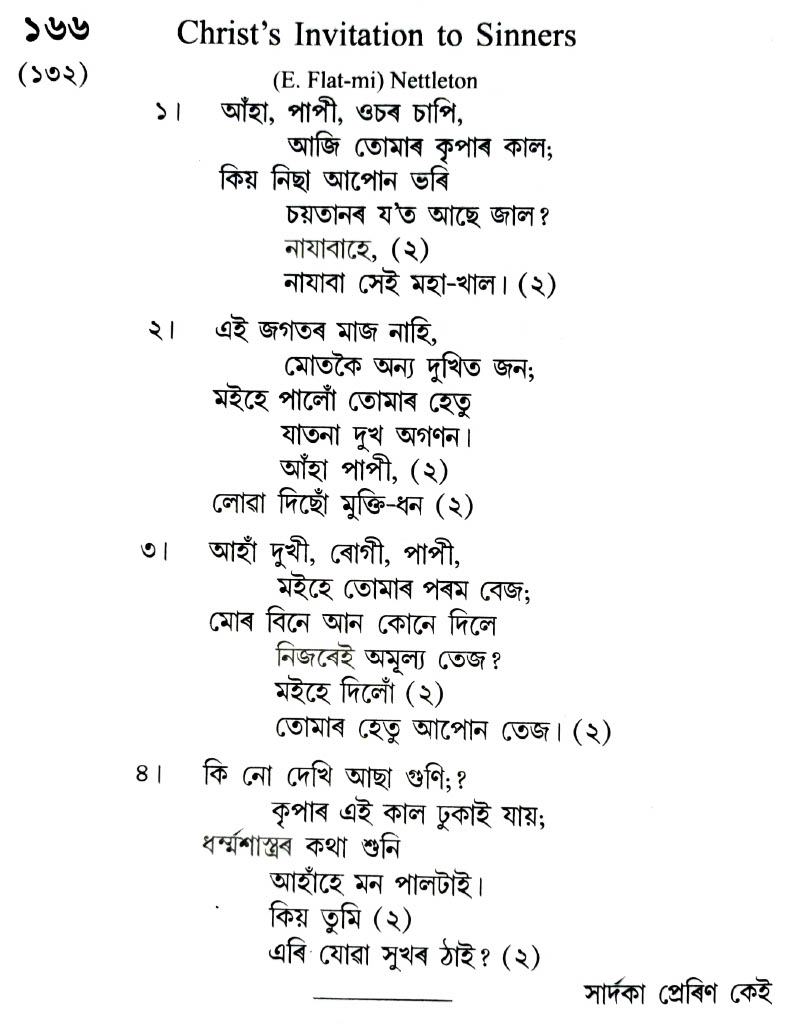 ১৬৬ Christ's Invitation to Sinners
(১৩২) (E. Flat-mi) Nettleton
১। আঁহা, পাপী, ওচৰ চাপি,
আজি তোমাৰ কৃপাৰ কাল;
কিয় নিছা আপোন ভৰি
চয়তানৰ য'ত আছে জাল?
নাযাবাহে, (২)
নাযাবা সেই মহা-খাল। (২)
২। এই জগতৰ মাজ নাহি,
মোতকৈ অন্য দুখিত জন;
মইহে পালোঁ তোমাৰ হেতু
যাতনা দুখ অগণন।
আঁহা পাপী, (২)
লোৱা দিছোঁ মুক্তি-ধন (২)
৩। আহাঁ দুখী, ৰোগী, পাপী,
মইহে তোমাৰ পৰম বেজ;
মোৰ বিনে আন কোনে দিলে
নিজৰেই অমূল্য তেজ?
মইহে দিলোঁ (২)
তোমাৰ হেতু আপোন তেজ। (২)
৪। কি নো দেখি আছা গুণি;?
কৃপাৰ এই কাল ঢুকাই যায়;
ধৰ্ম্মশাস্ত্ৰৰ কথা শুনি
আহাঁহে মন পালটাই।
কিয় তুমি (২)
এৰি যোৱা সুখৰ ঠাই? (২)
সাৰ্দকা প্ৰেৰিণ কেই